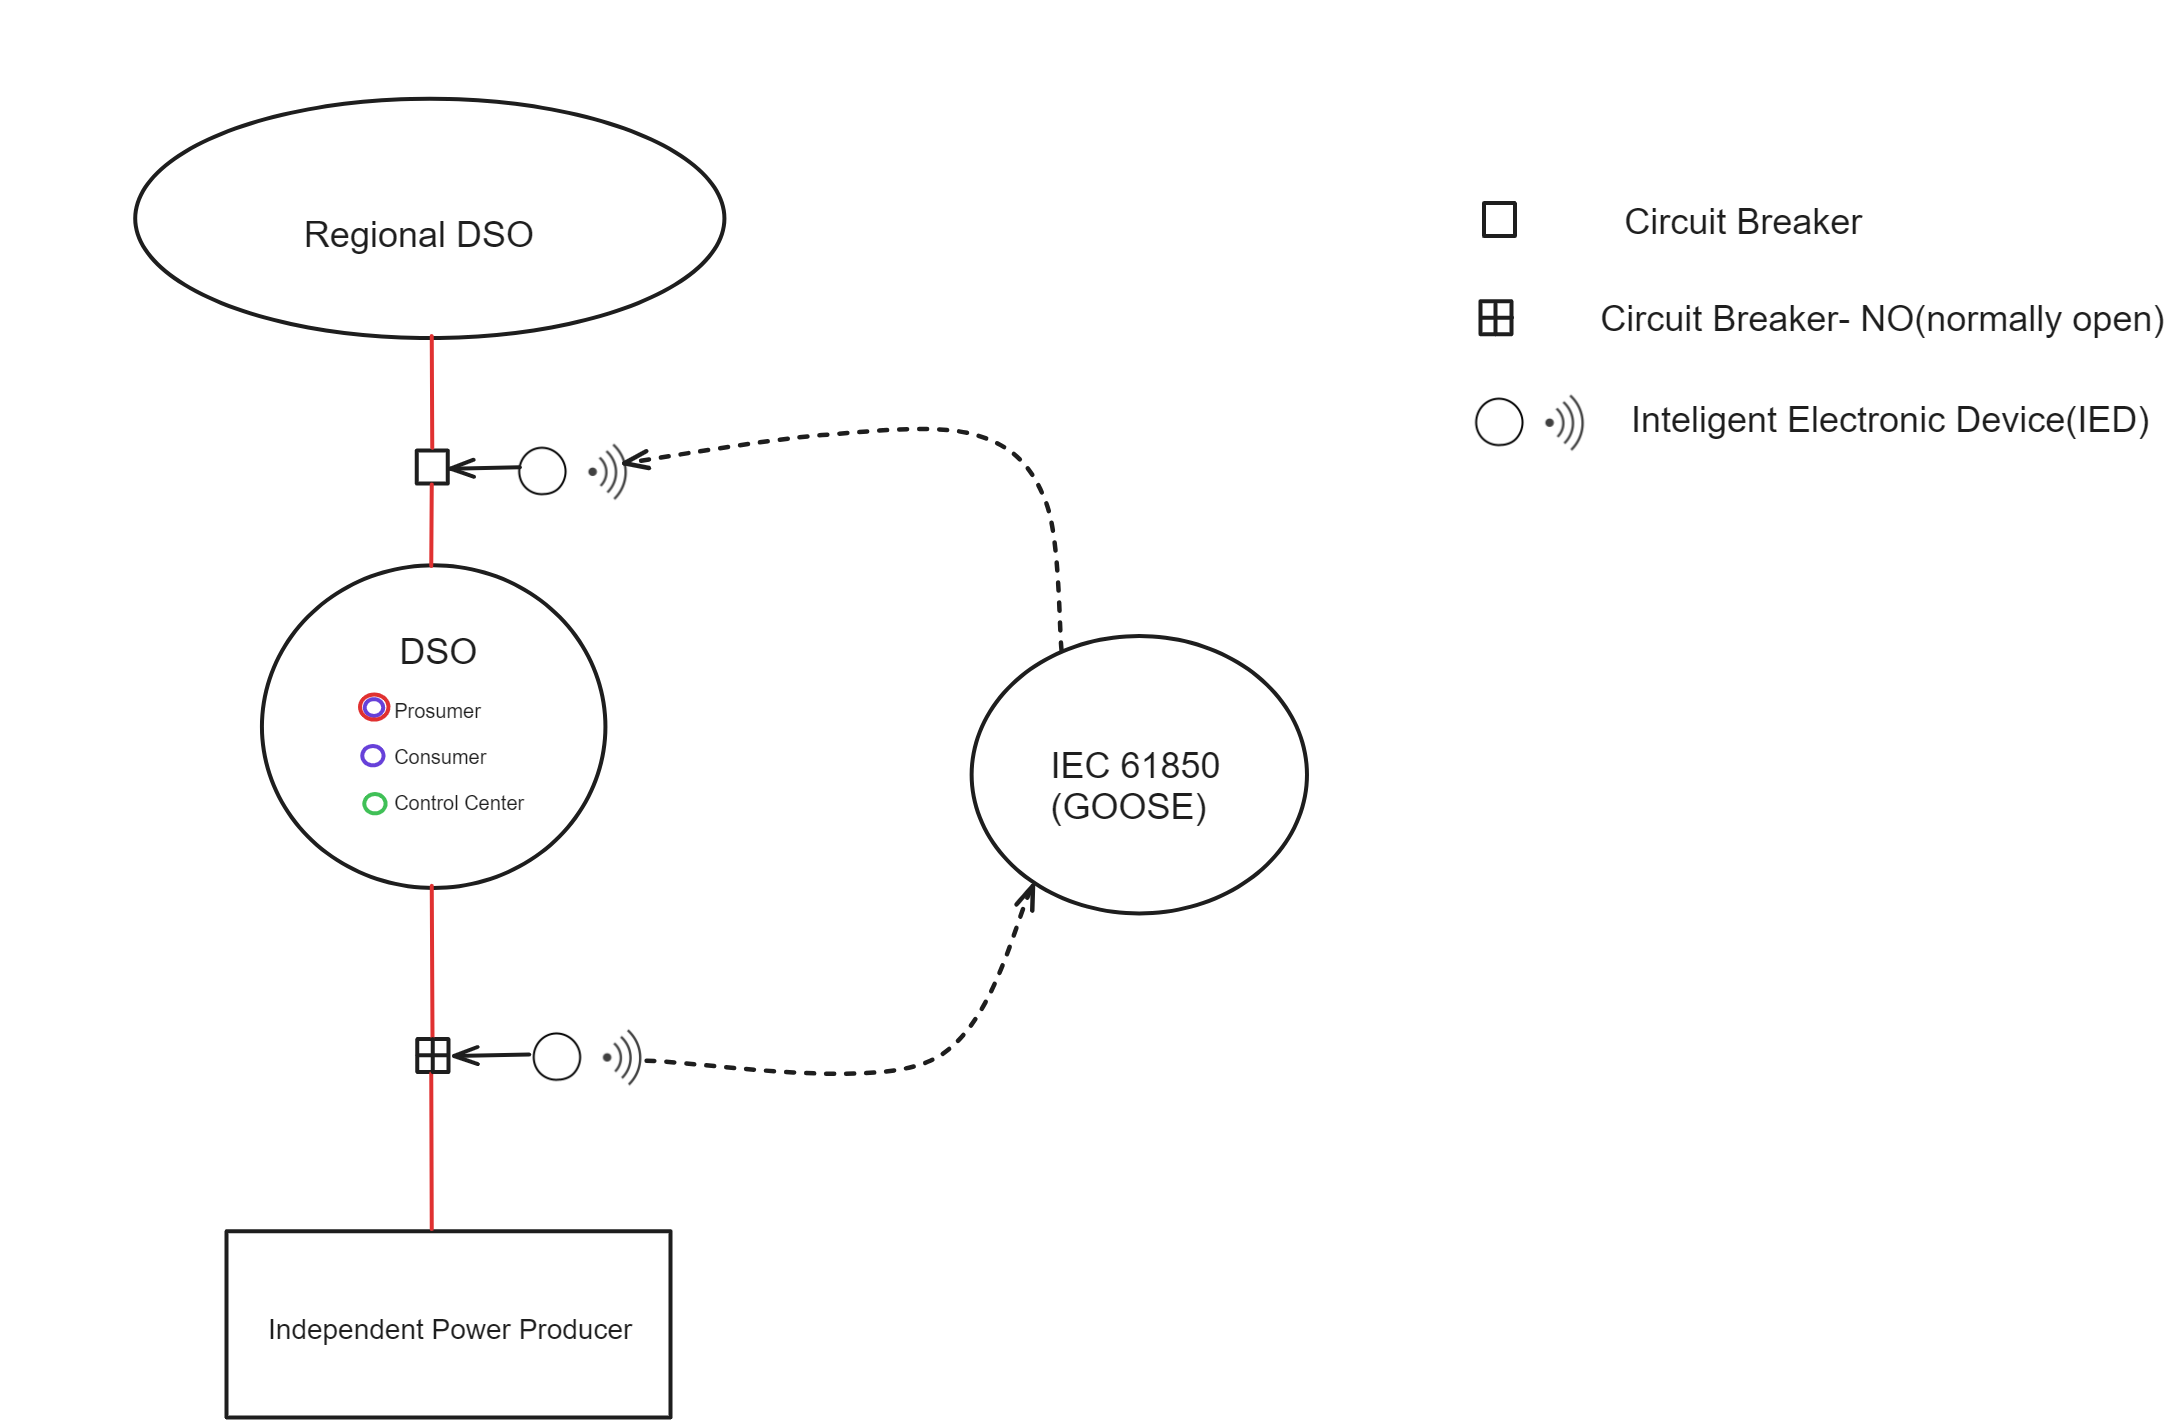 Regional DSO
Circuit Breaker
Circuit Breaker- NO(normally open)
Inteligent Electronic Device(IED)
DSO
Prosumer
Consumer
Control Center
IEC 61850
(GOOSE)
Independent Power Producer